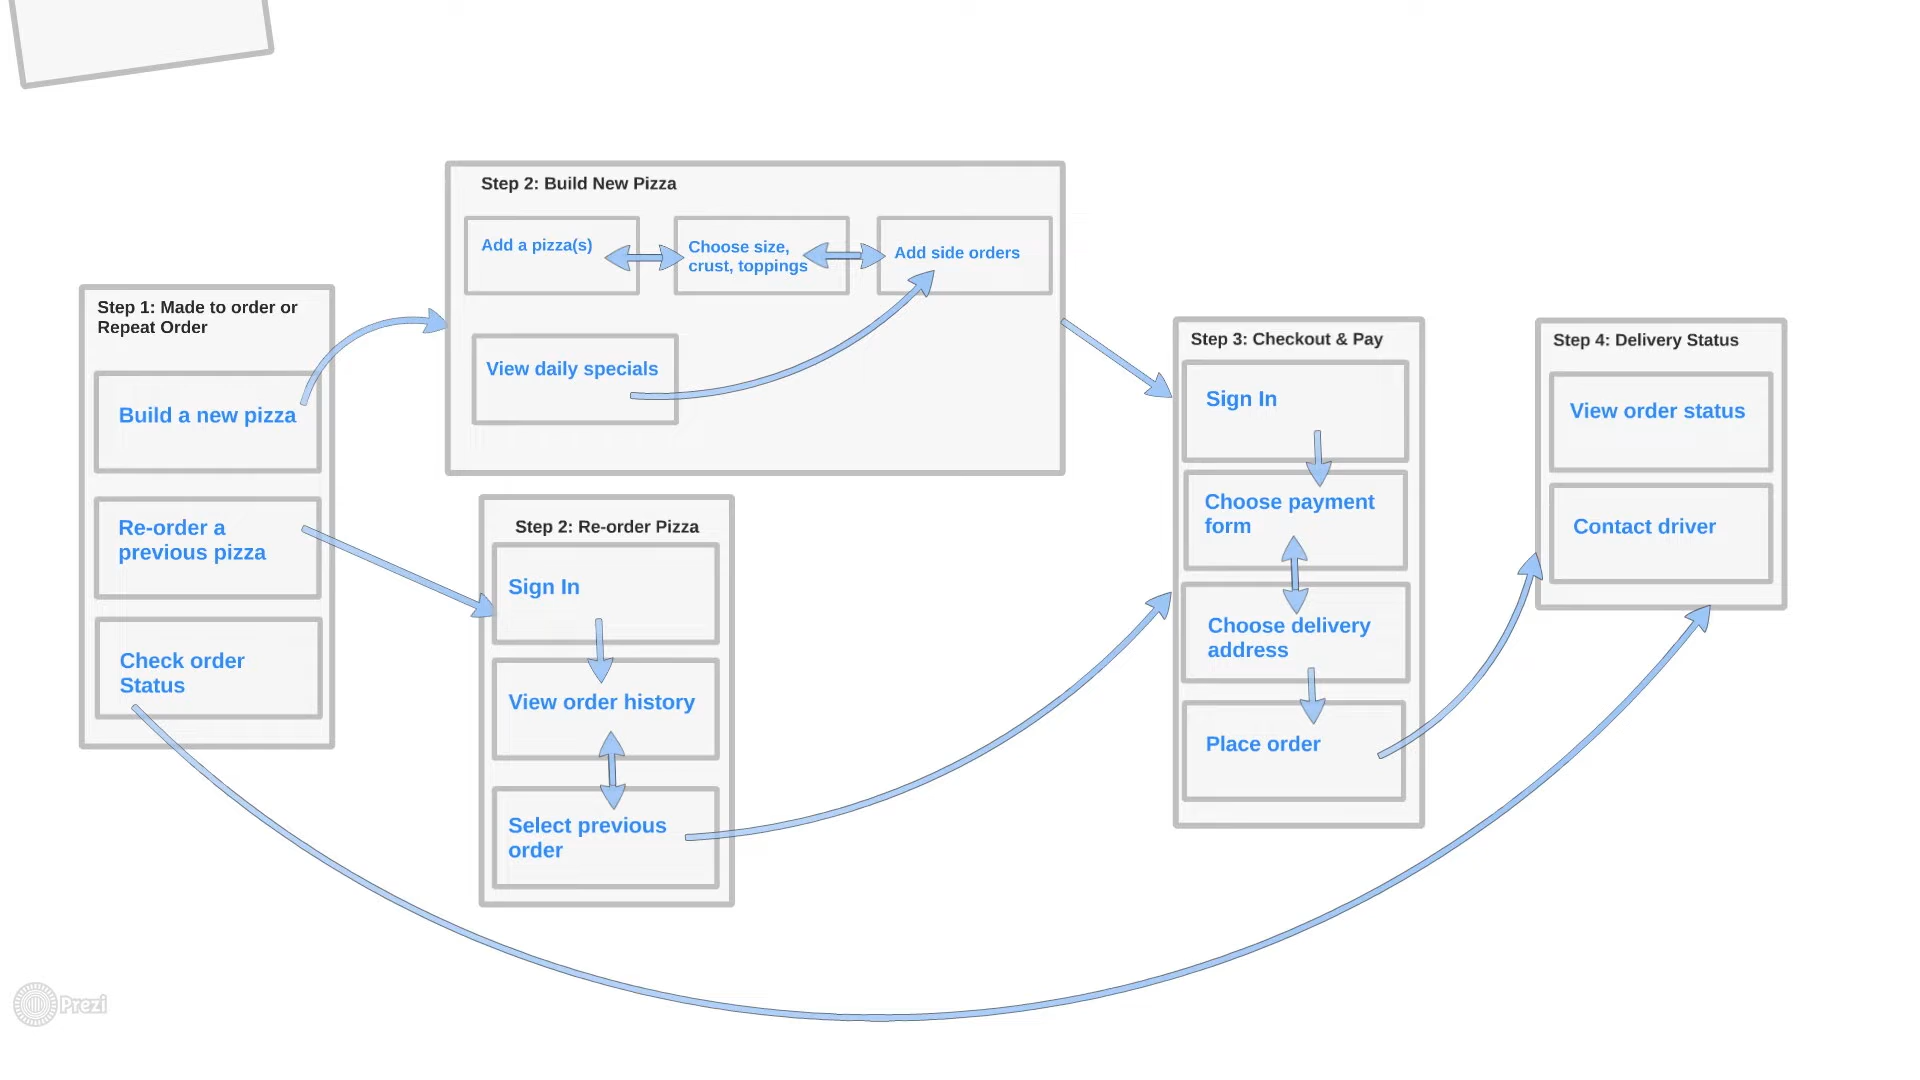 Step 1: Made to order or
Repeat Order
Build a new pizza
Re-order a
previous pizza
Check order
Status
Step 2: Build New Pizza
Add a pizza(s)
Choose size,
crust, toppings
Add side orders
View daily specials
Step 2: Re-order Pizza
Sign In
View order history
Select previous
order
Step 3: Checkout & Pay
Sign In
Choose payment
form
Choose delivery
address
Place order
Step 4: Delivery Status
View order status
Contact driver
Prezi